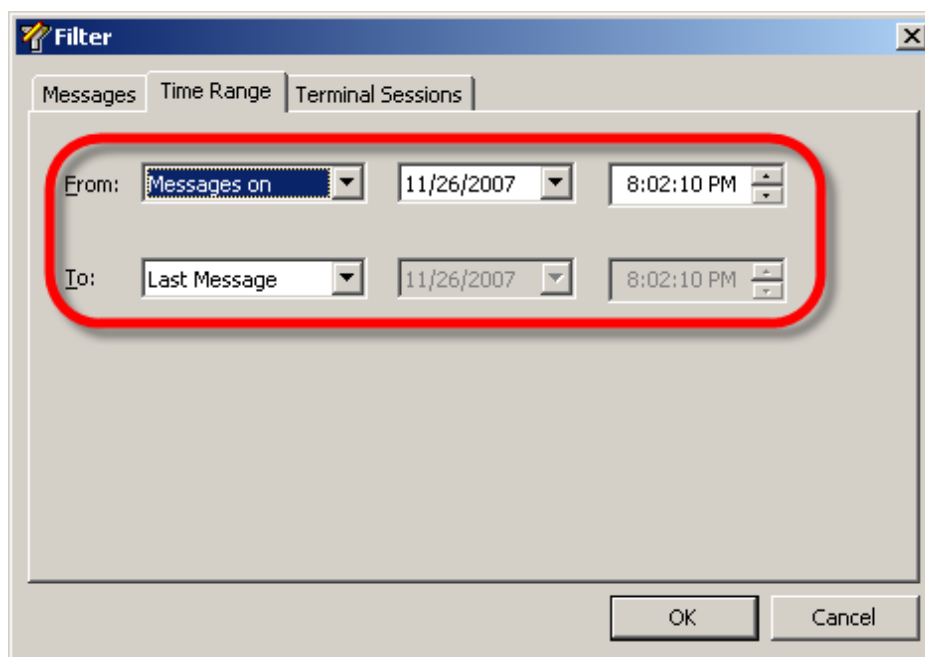 Filter
Messages Time Range Terminal Sessions
From: Messages on 11/26/2007 8:02:10 PM
To: Last Message 11/26/2007 8:02:10 PM
OK Cancel